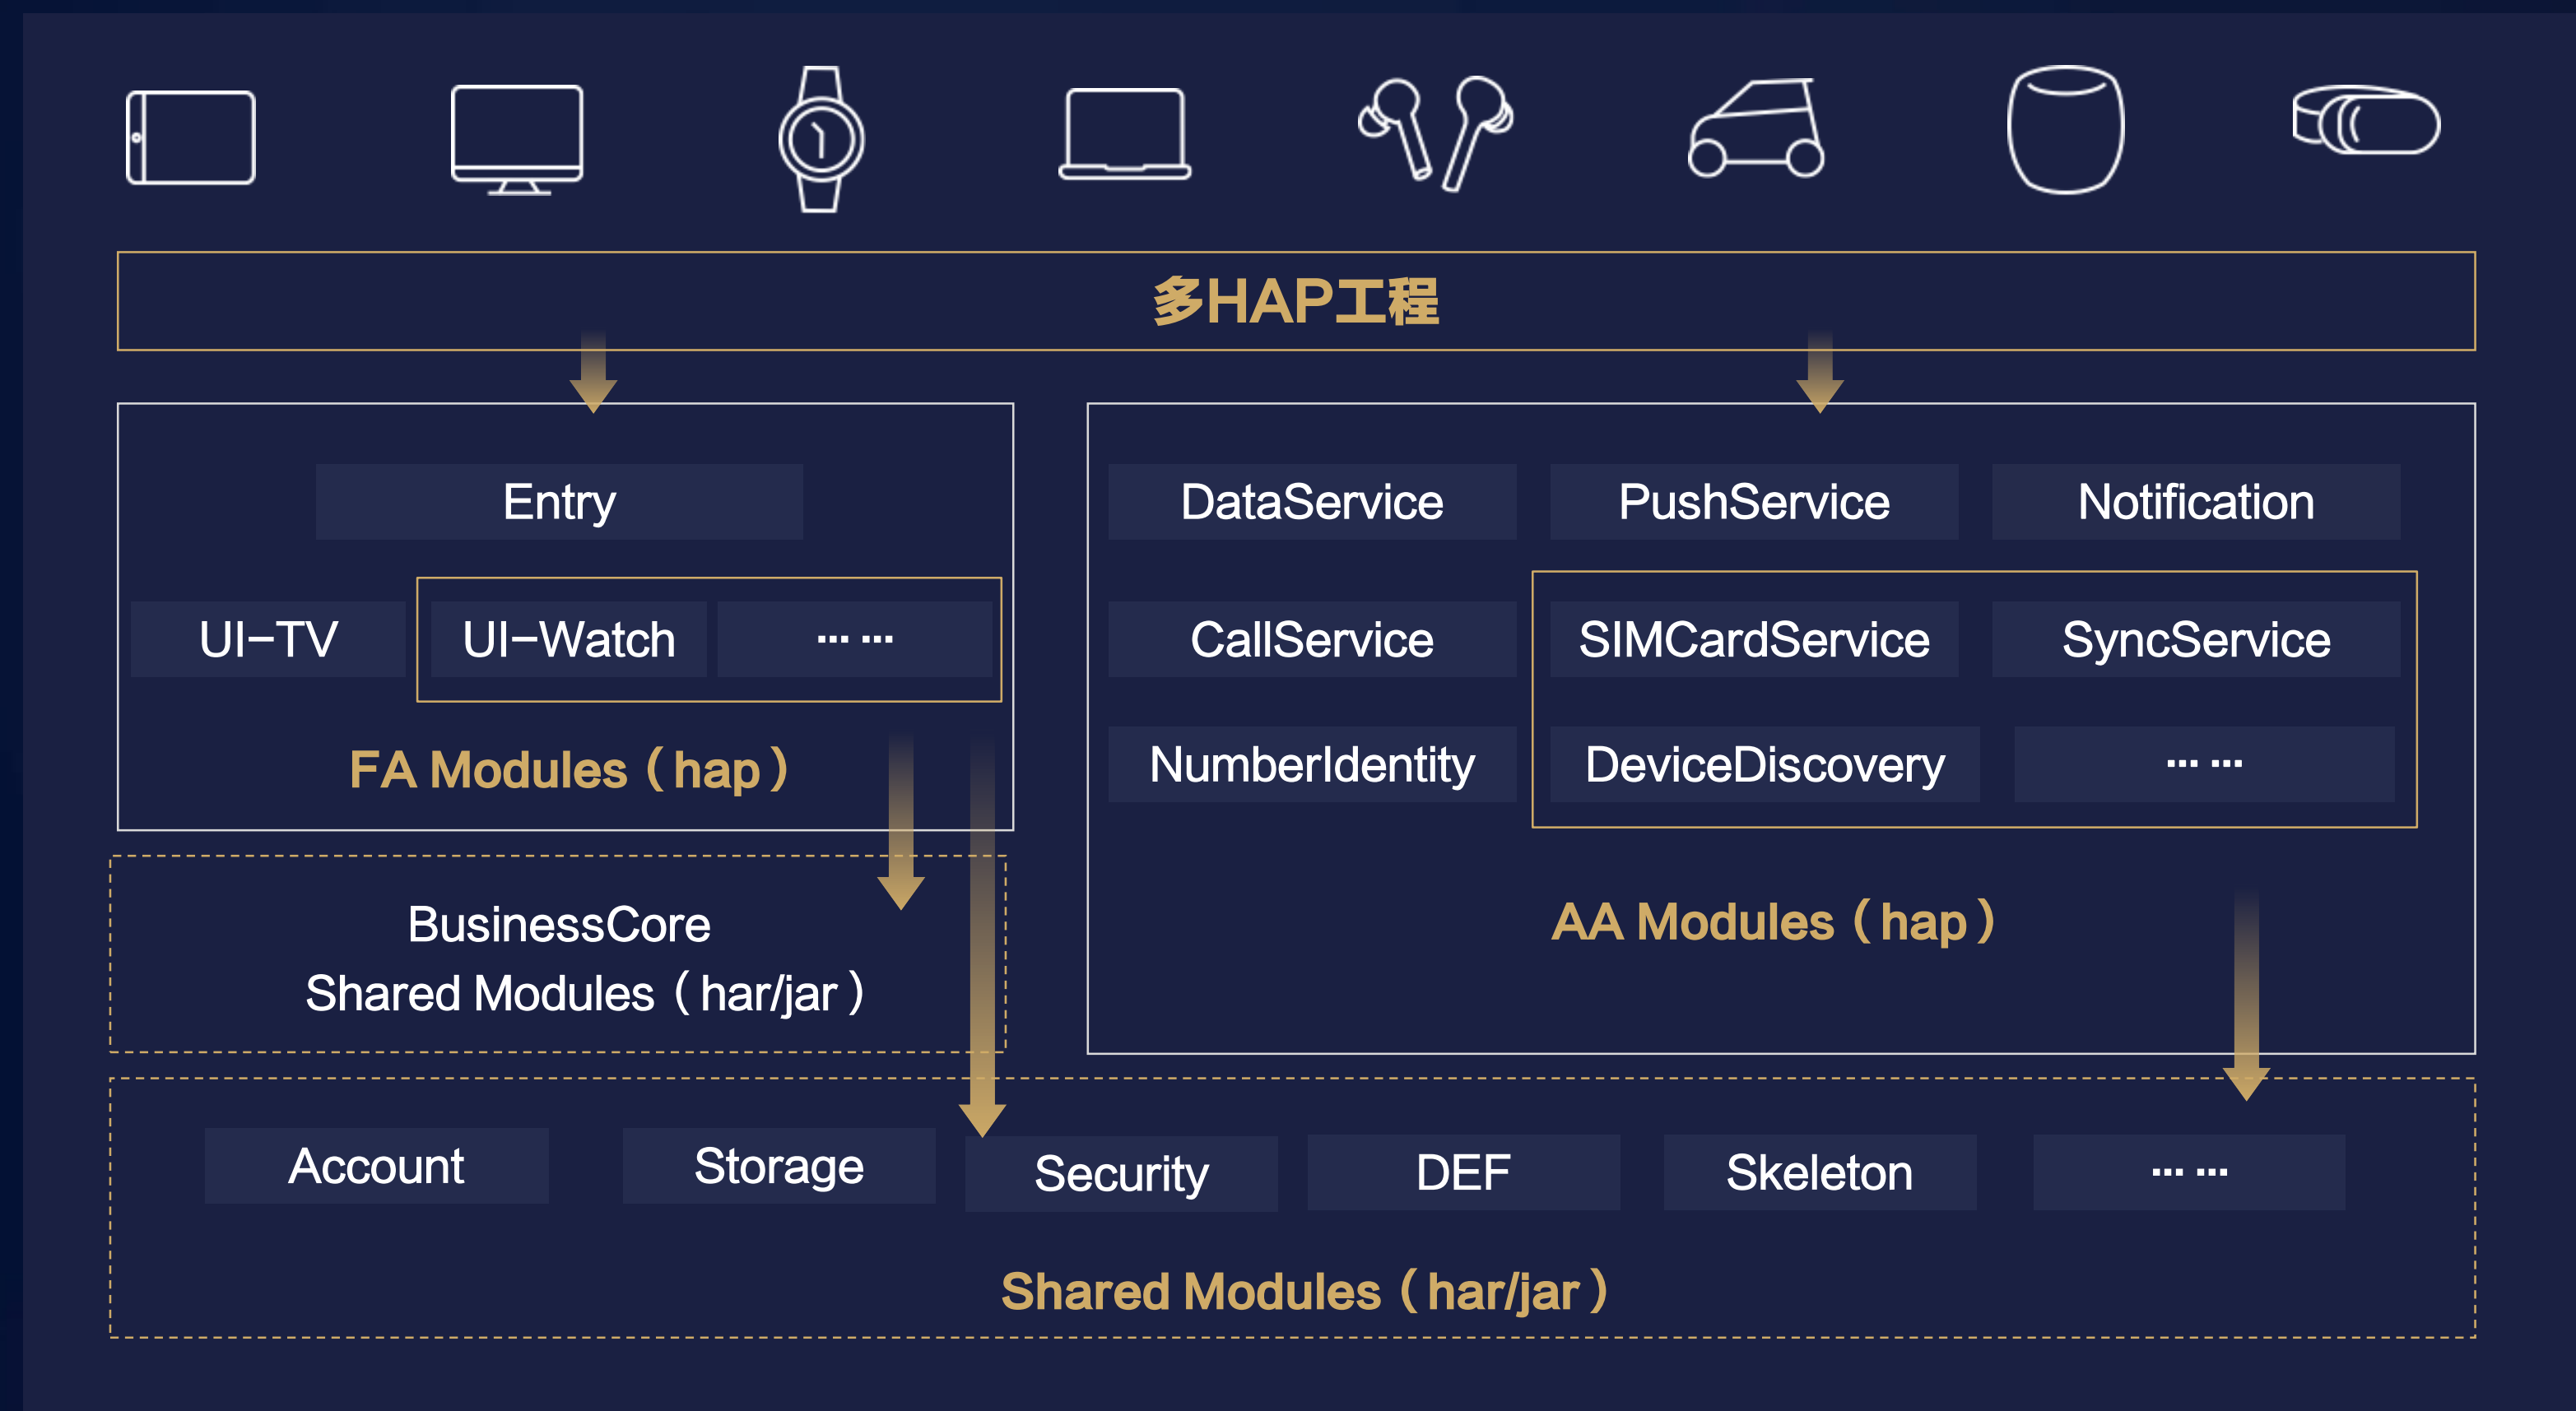 多HAP工程
Entry
UI–TV
UI–Watch
... ...
FA Modules（hap）
BusinessCore
Shared Modules（har/jar）
DataService
PushService
Notification
CallService
SIMCardService
SyncService
NumberIdentity
DeviceDiscovery
... ...
AA Modules（hap）
Account
Storage
Security
DEF
Skeleton
... ...
Shared Modules（har/jar）